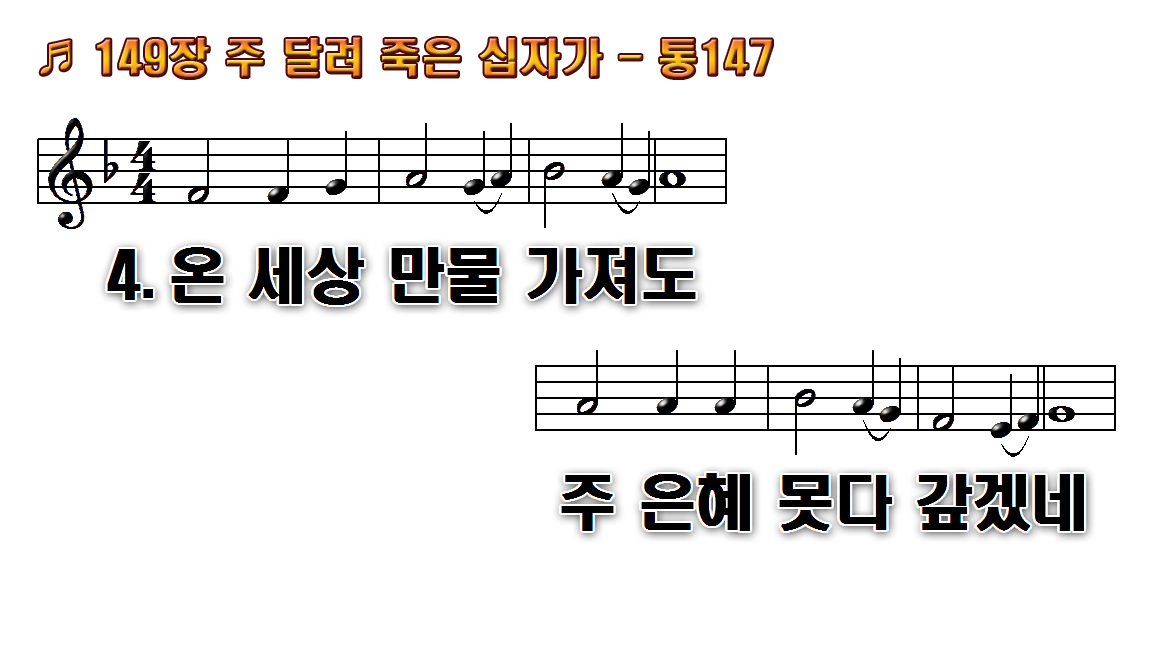 ♬ 149장 주 달려 죽은 십자가 - 통147
4. 온 세상 만물 가져도
주 은혜 못다 갚겠네